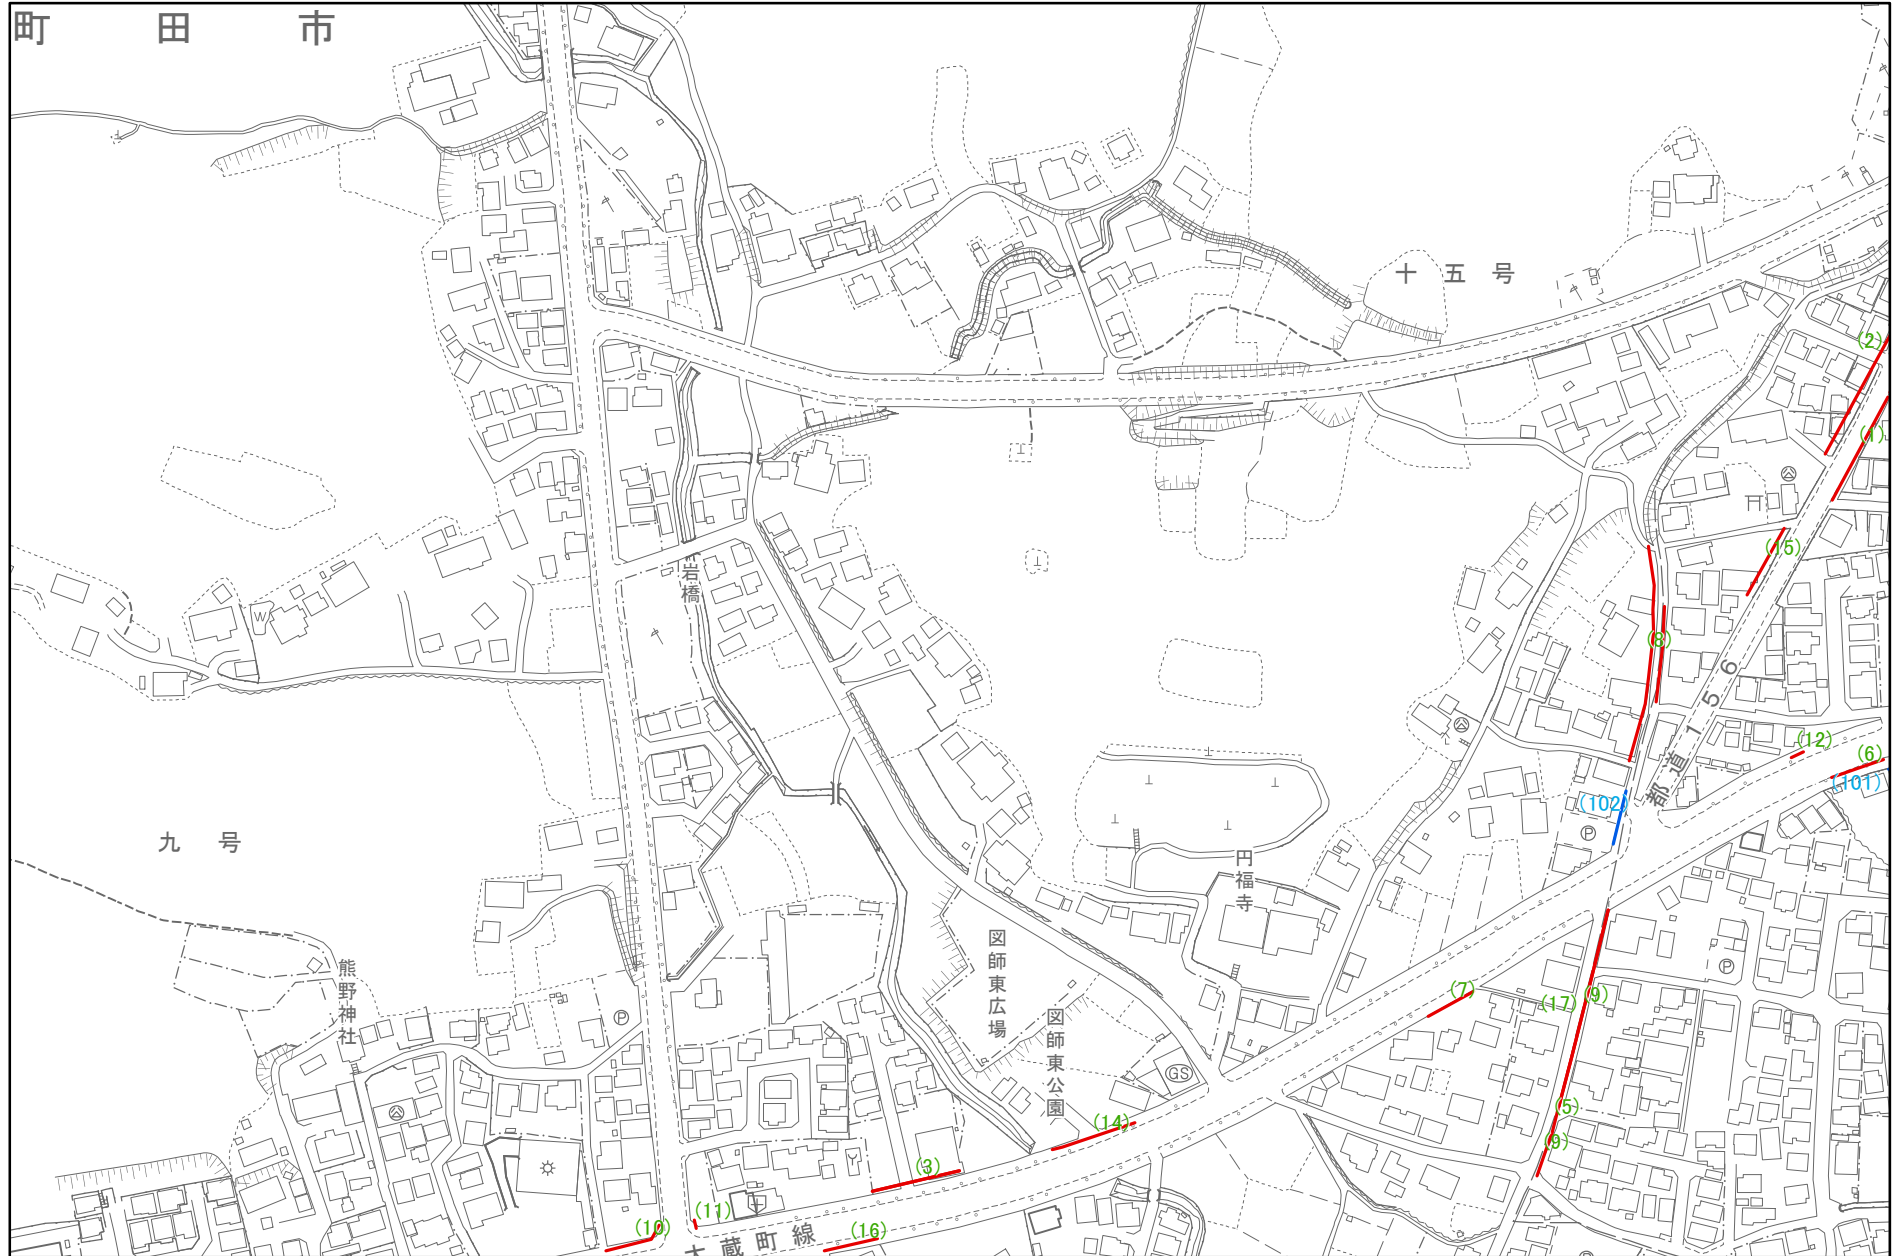 町田市
十五号
(2)
(1)
(15)
岩橋
W
(8)
都道156
(12)
(6)
(101)
(102)
P
九号
円福寺
図師東広場
熊野神社
P
P
(7)
(17)
(9)
図師東公園
GS
(5)
(14)
(9)
(3)
(11)
(10)
(16)
大蔵町線